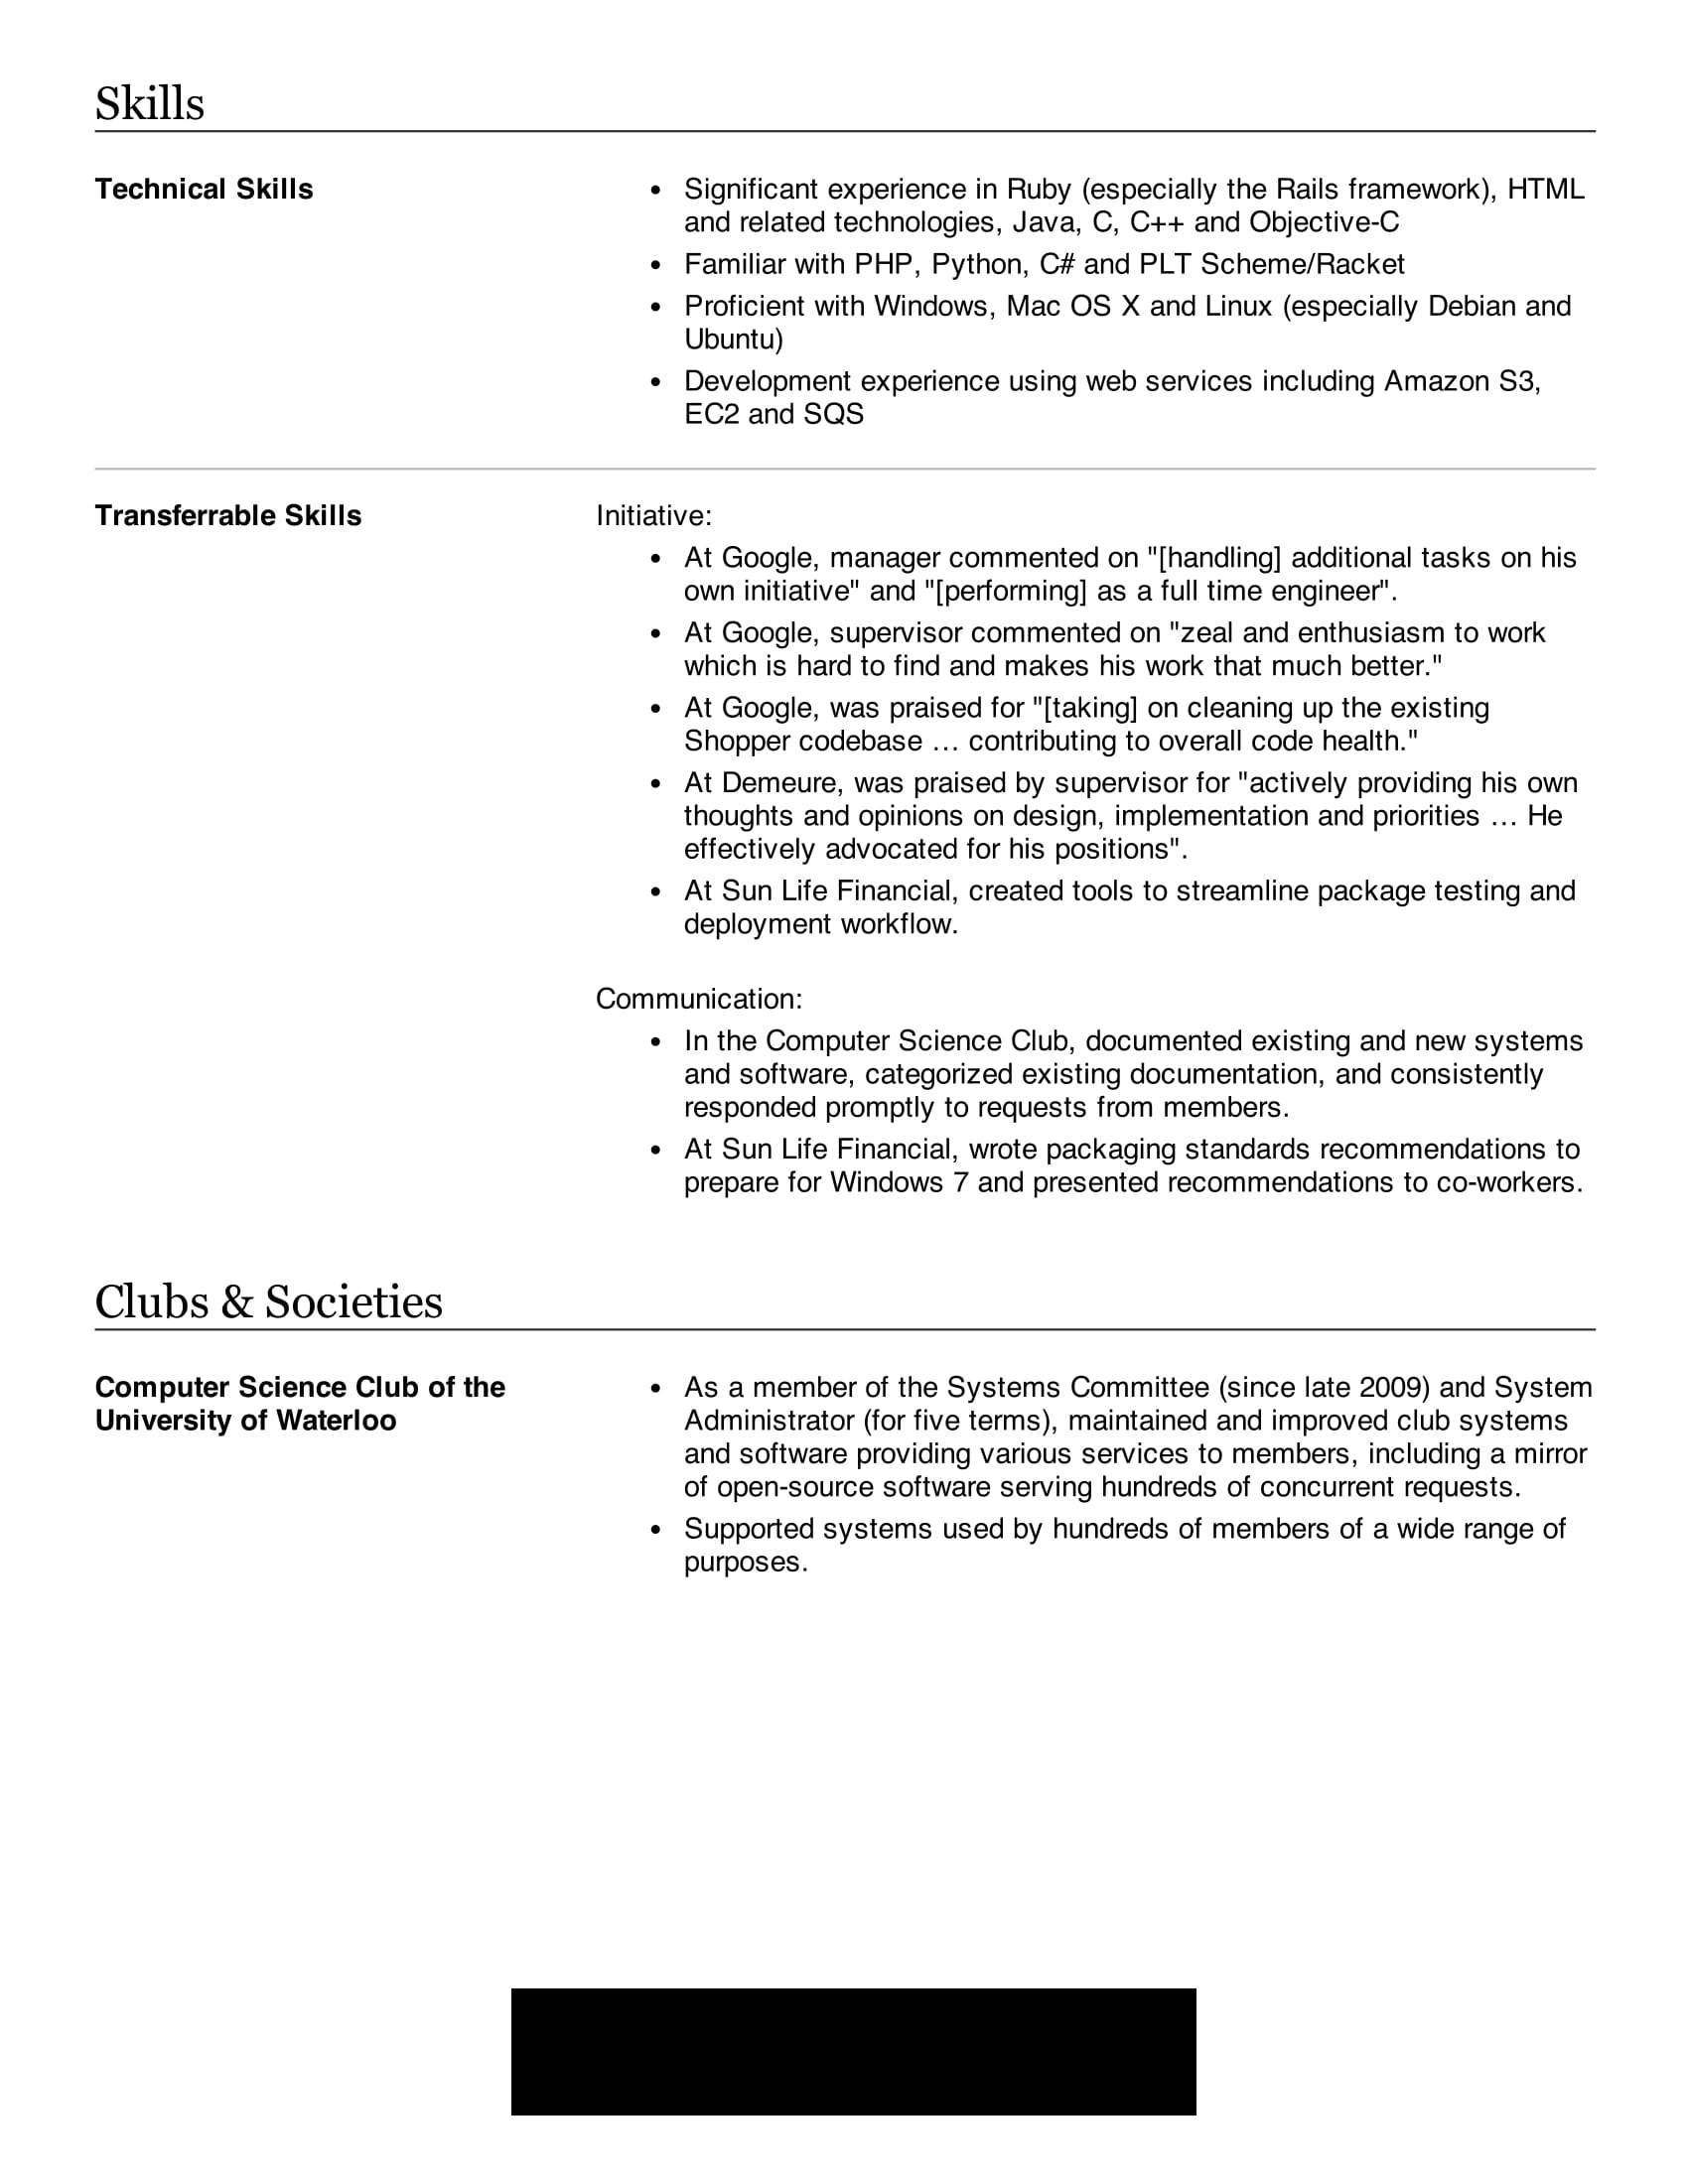 Skills
Technical Skills
• Significant experience in Ruby (especially the Rails framework), HTML
and related technologies, Java, C, C++ and Objective-C
• Familiar with PHP, Python, C# and PLT Scheme/Racket
• Proficient with Windows, Mac OS X and Linux (especially Debian and
Ubuntu)
• Development experience using web services including Amazon S3,
EC2 and SQS
Transferrable Skills
Initiative:
• At Google, manager commented on "[handling] additional tasks on his
own initiative" and "[performing] as a full time engineer".
• At Google, supervisor commented on "zeal and enthusiasm to work
which is hard to find and makes his work that much better."
• At Google, was praised for "[taking] on cleaning up the existing
Shopper codebase … contributing to overall code health."
• At Demeure, was praised by supervisor for "actively providing his own
thoughts and opinions on design, implementation and priorities … He
effectively advocated for his positions".
• At Sun Life Financial, created tools to streamline package testing and
deployment workflow.
Communication:
• In the Computer Science Club, documented existing and new systems
and software, categorized existing documentation, and consistently
responded promptly to requests from members.
• At Sun Life Financial, wrote packaging standards recommendations to
prepare for Windows 7 and presented recommendations to co-workers.
Clubs & Societies
Computer Science Club of the
University of Waterloo
• As a member of the Systems Committee (since late 2009) and System
Administrator (for five terms), maintained and improved club systems
and software providing various services to members, including a mirror
of open-source software serving hundreds of concurrent requests.
• Supported systems used by hundreds of members of a wide range of
purposes.